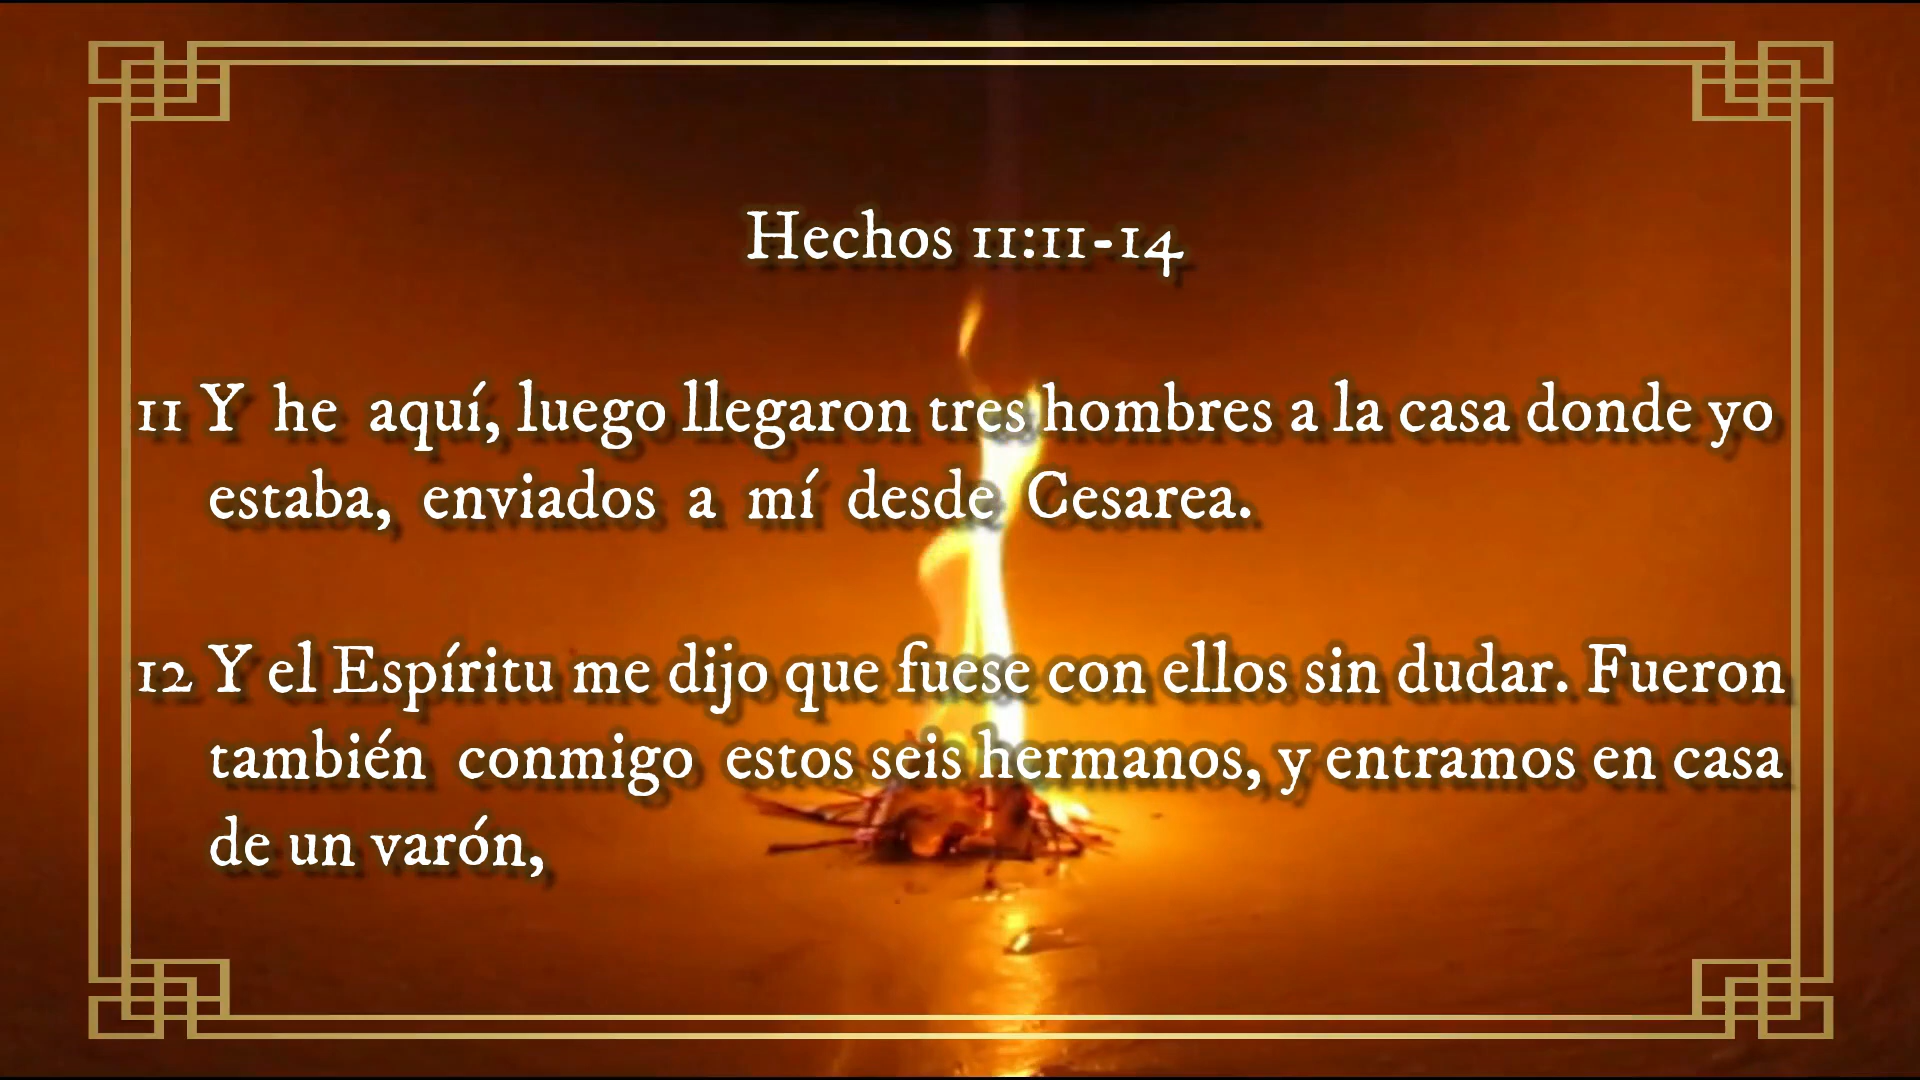 Hechos 11:11-14
11 Y he aquí, luego llegaron tres hombres a la casa donde yo
estaba, enviados a mí desde Cesarea.
12 Y el Espíritu me dijo que fuese con ellos sin dudar. Fueron
también conmigo estos seis hermanos, y entramos en casa
de un varón,